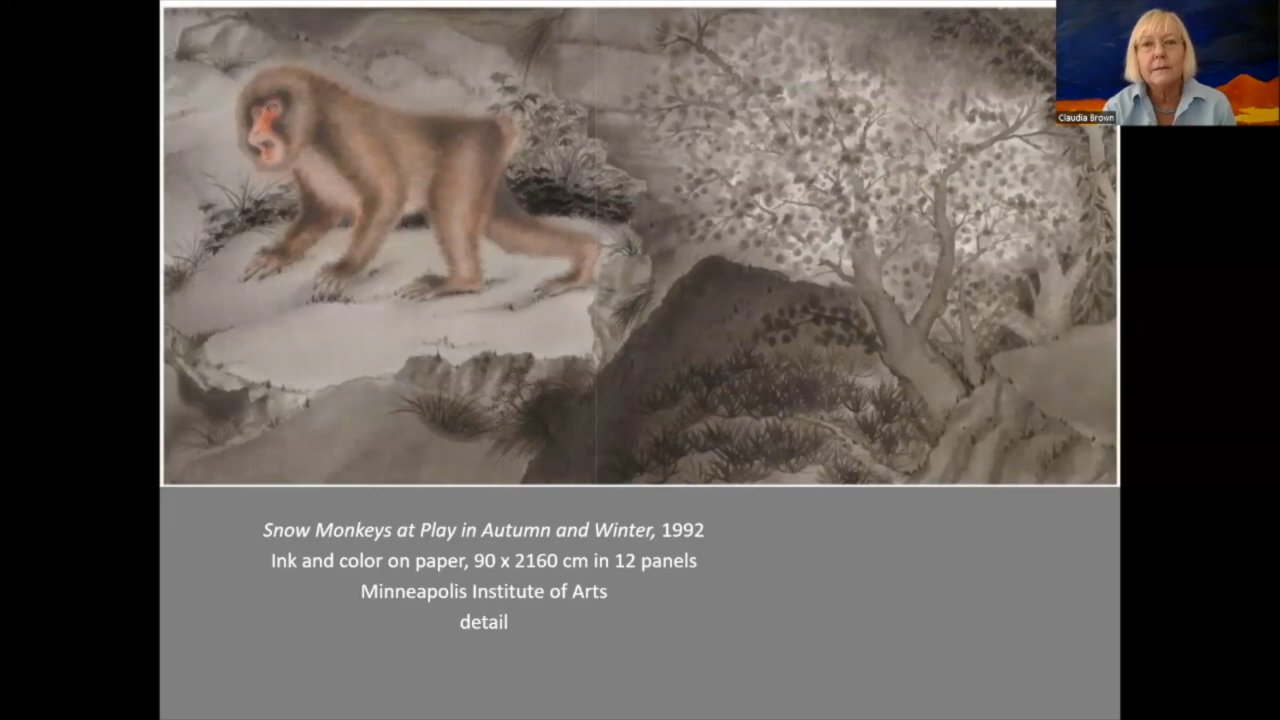 Claudia Brown
Snow Monkeys at Play in Autumn and Winter, 1992
Ink and color on paper, 90 x 2160 cm in 12 panels
Minneapolis Institute of Arts
detail